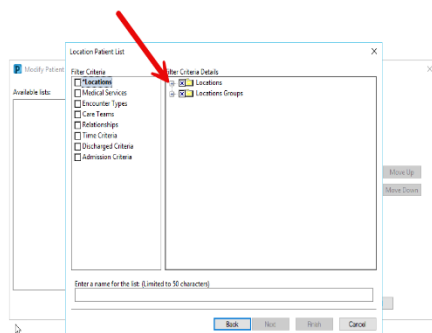 Location Patient List
X
Modify Patient
Available lists:
Filter Criteria
*Locations
Medical Services
Encounter Types
Care Teams
Relationships
Time Criteria
Discharged Criteria
Admission Criteria
ilter Criteria Details
Locations
Locations Groups
Move Up
Move Down
Enter a name for the list: (Limited to 50 characters)
Back
Next
Finish
Cancel